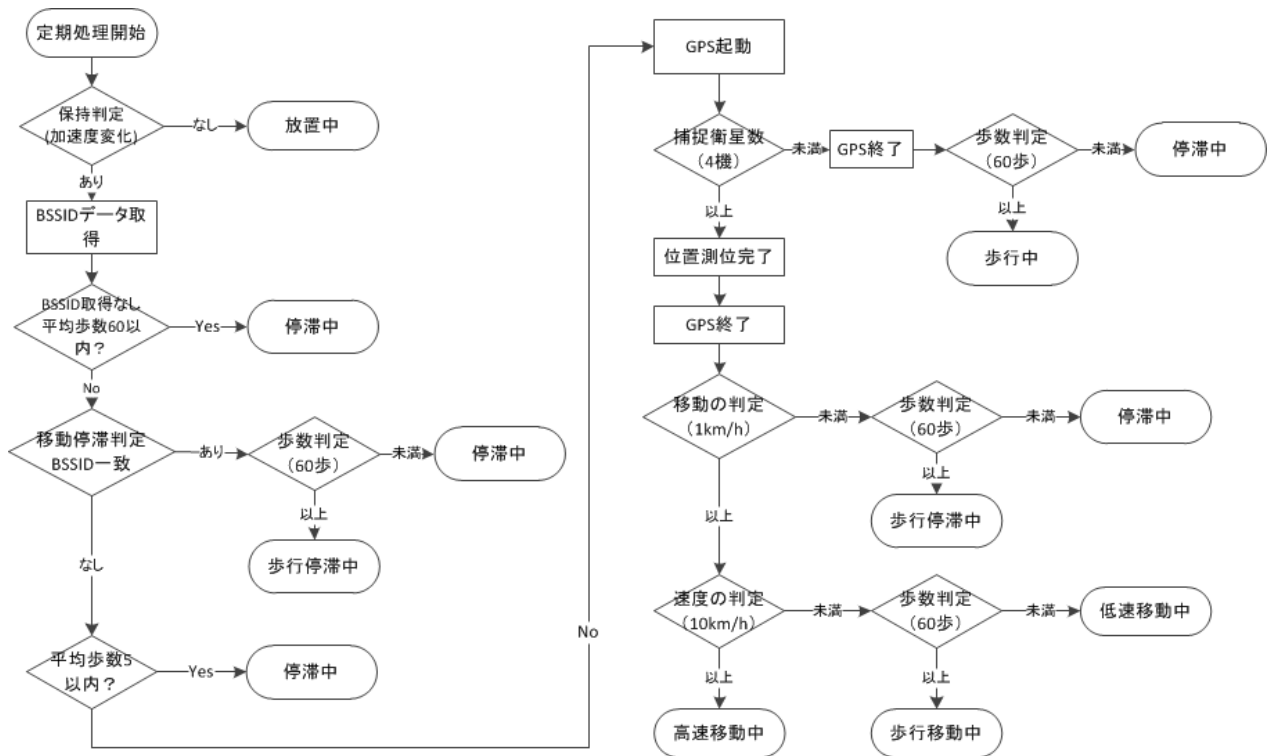 定期処理開始
保持判定
(加速度変化)
なし
放置中
あり
BSSIDデータ取
得
BSSID取得なし
平均歩数60以
内？
Yes
停滞中
No
移動停滞判定
BSSID一致
あり
歩数判定
（60歩）
未満
停滞中
以上
歩行停滞中
なし
平均歩数5
以内？
Yes
停滞中
No
GPS起動
捕捉衛星数
（4機）
未満
GPS終了
歩数判定
（60歩）
未満
停滞中
以上
歩行中
以上
位置測位完了
GPS終了
移動の判定
（1km/h）
未満
歩数判定
（60歩）
未満
停滞中
以上
歩行停滞中
以上
速度の判定
（10km/h）
未満
歩数判定
（60歩）
未満
低速移動中
以上
歩行移動中
以上
高速移動中